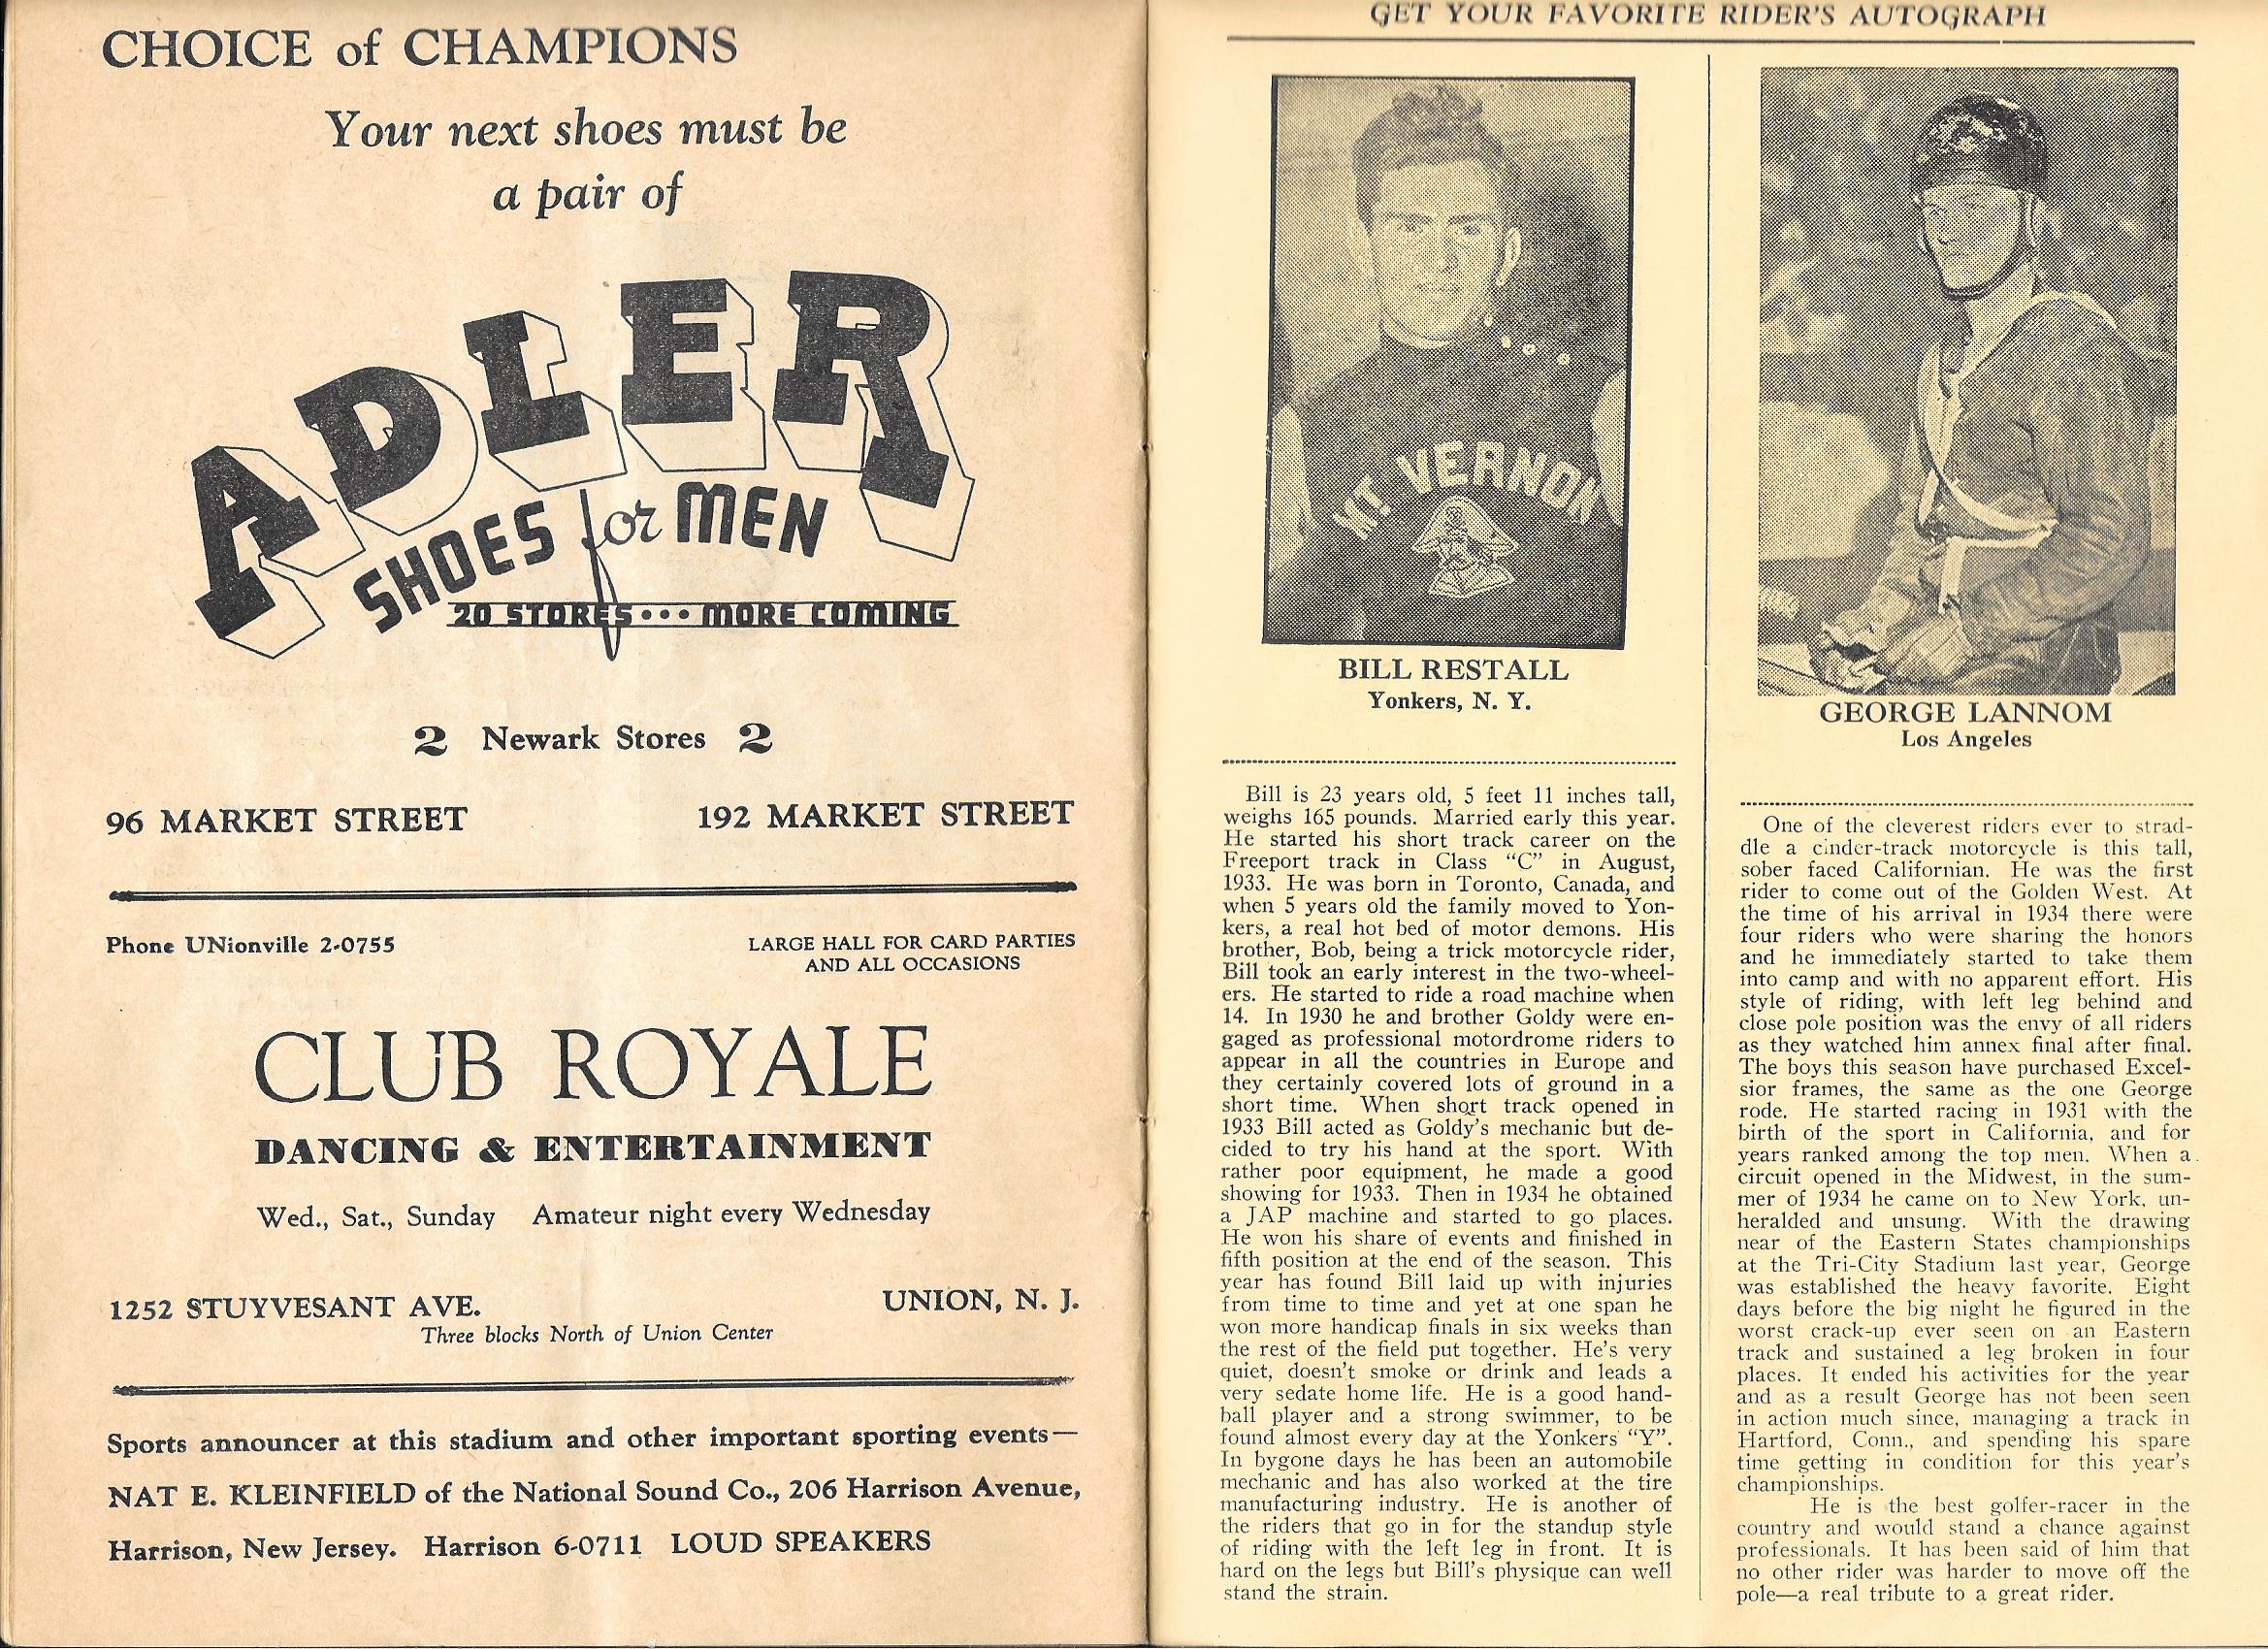 CHOICE of CHAMPIONS
Your next shoes must be
a pair of
ADLER
SHOES for MEN
20 STORES ... MORE COMING
2 Newark Stores 2
96 MARKET STREET 192 MARKET STREET
Phone UNionville 2-0755
LARGE HALL FOR CARD PARTIES
AND ALL OCCASIONS
CLUB ROYALE
DANCING & ENTERTAINMENT
Wed., Sat., Sunday Amateur night every Wednesday
1252 STUYVESANT AVE. UNION, N. J.
Three blocks North of Union Center
Sports announcer at this stadium and other important sporting events—
NAT E. KLEINFIELD of the National Sound Co., 206 Harrison Avenue,
Harrison, New Jersey. Harrison 6-0711 LOUD SPEAKERS
GET YOUR FAVORITE RIDER'S AUTOGRAPH
MT VERNON
BILL RESTALL
Yonkers, N. Y.
Bill is 23 years old, 5 feet 11 inches tall,
weighs 165 pounds. Married early this year.
He started his short track career on the
Freeport track in Class "C" in August,
1933. He was born in Toronto, Canada, and
when 5 years old the family moved to Yon-
kers, a real hot bed of motor demons. His
brother, Bob, being a trick motorcycle rider,
Bill took an early interest in the two-wheel-
ers. He started to ride a road machine when
14. In 1930 he and brother Goldy were en-
gaged as professional motordrome riders to
appear in all the countries in Europe and
they certainly covered lots of ground in a
short time. When short track opened in
1933 Bill acted as Goldy's mechanic but de-
cided to try his hand at the sport. With
rather poor equipment, he made a good
showing for 1933. Then in 1934 he obtained
a JAP machine and started to go places.
He won his share of events and finished in
fifth position at the end of the season. This
year has found Bill laid up with injuries
from time to time and yet at one span he
won more handicap finals in six weeks than
the rest of the field put together. He's very
quiet, doesn't smoke or drink and leads a
very sedate home life. He is a good hand-
ball player and a strong swimmer, to be
found almost every day at the Yonkers "Y".
In bygone days he has been an automobile
mechanic and has also worked at the tire
manufacturing industry. He is another of
the riders that go in for the standup style
of riding with the left leg in front. It is
hard on the legs but Bill's physique can well
stand the strain.
GEORGE LANNOM
Los Angeles
One of the cleverest riders ever to strad-
dle a cinder-track motorcycle is this tall,
sober faced Californian. He was the first
rider to come out of the Golden West. At
the time of his arrival in 1934 there were
four riders who were sharing the honors
and he immediately started to take them
into camp and with no apparent effort. His
style of riding, with left leg behind and
close pole position was the envy of all riders
as they watched him annex final after final.
The boys this season have purchased Excel-
sior frames, the same as the one George
rode. He started racing in 1931 with the
birth of the sport in California, and for
years ranked among the top men. When a
circuit opened in the Midwest, in the sum-
mer of 1934 he came on to New York, un-
heralded and unsung. With the drawing
near of the Eastern States championships
at the Tri-City Stadium last year, George
was established the heavy favorite. Eight
days before the big night he figured in the
worst crack-up ever seen on an Eastern
track and sustained a leg broken in four
places. It ended his activities for the year
and as a result George has not been seen
in action much since, managing a track in
Hartford, Conn., and spending his spare
time getting in condition for this year's
championships.
He is the best golfer-racer in the
country and would stand a chance against
professionals. It has been said of him that
no other rider was harder to move off the
pole—a real tribute to a great rider.